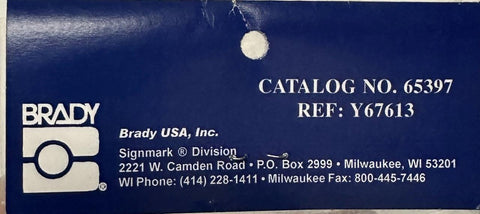 CATALOG NO. 65397
REF: Y67613
BRADY
®
Brady USA, Inc.
Signmark ® Division
2221 W. Camden Road • P.O. Box 2999 • Milwaukee, WI 53201
WI Phone: (414) 228-1411 • Milwaukee Fax: 800-445-7446